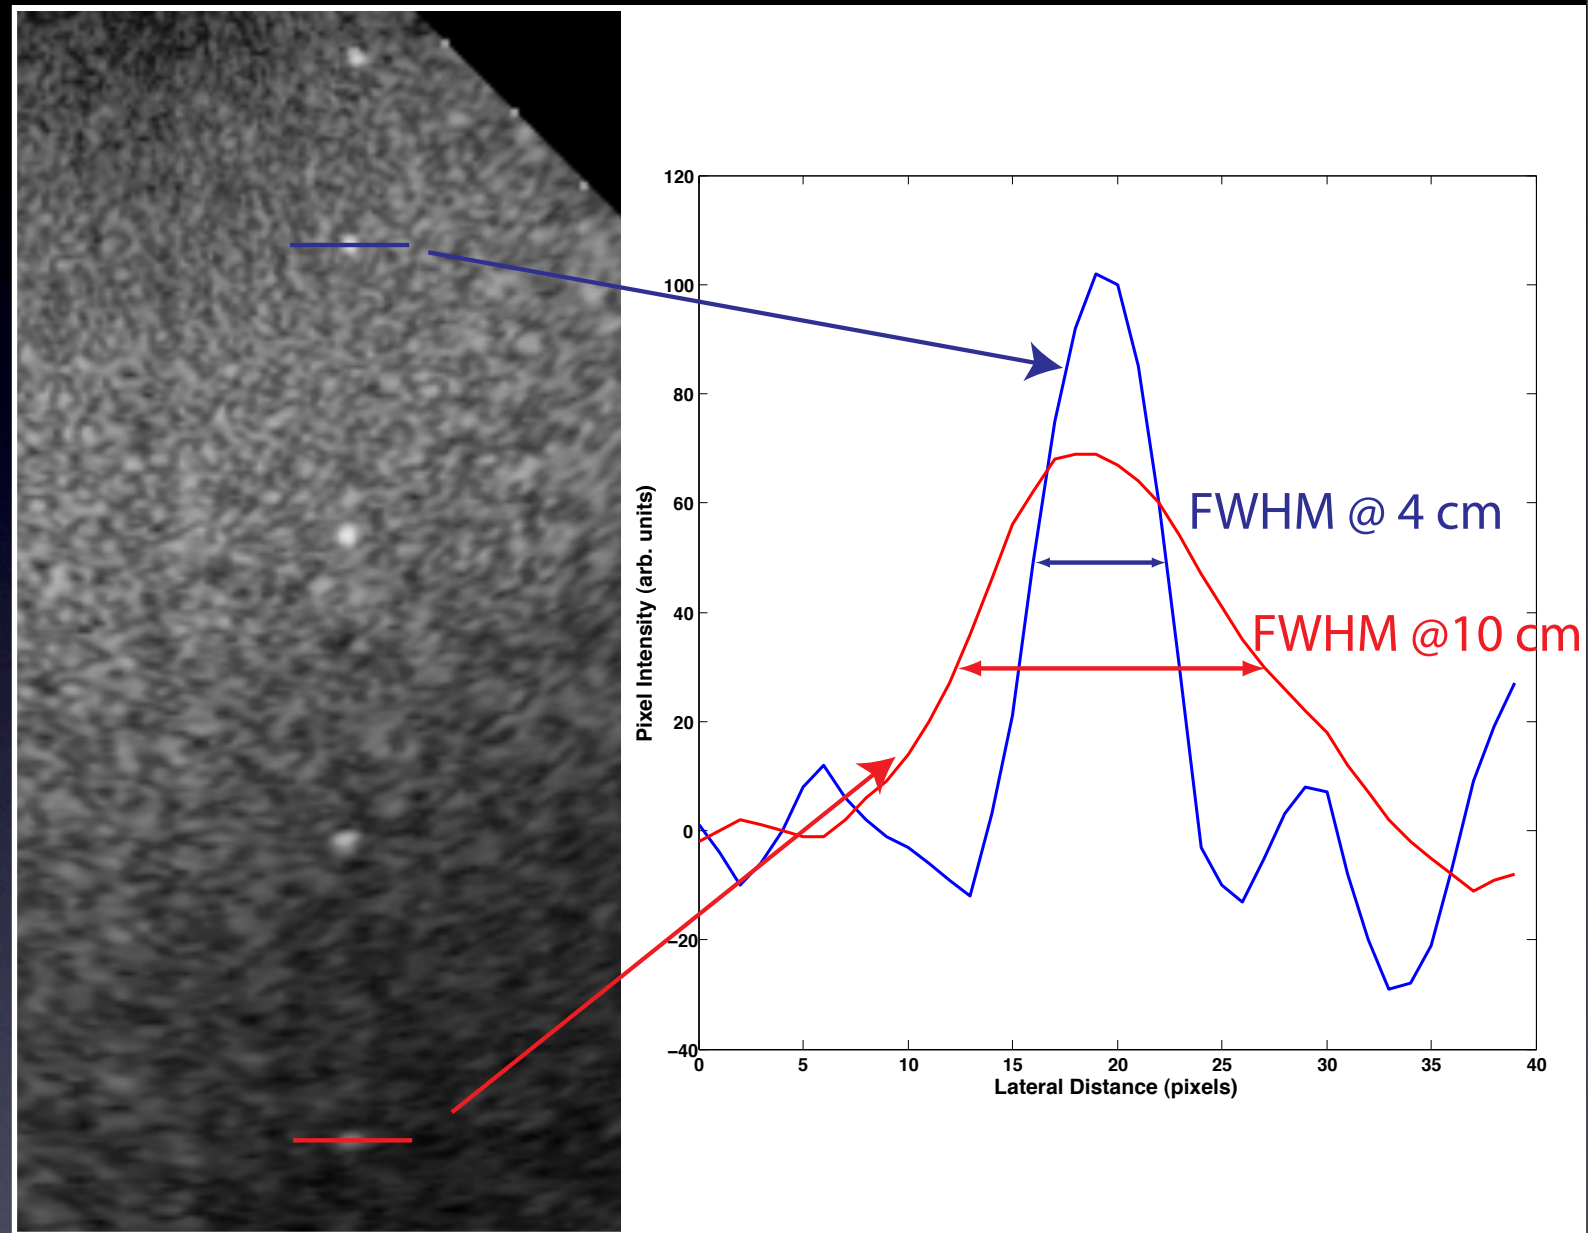 120
100
80
60
40
20
0
−20
−40
Pixel Intensity (arb. units)
FWHM @ 4 cm
FWHM @10 cm
0 5 10 15 20 25 30 35 40
Lateral Distance (pixels)